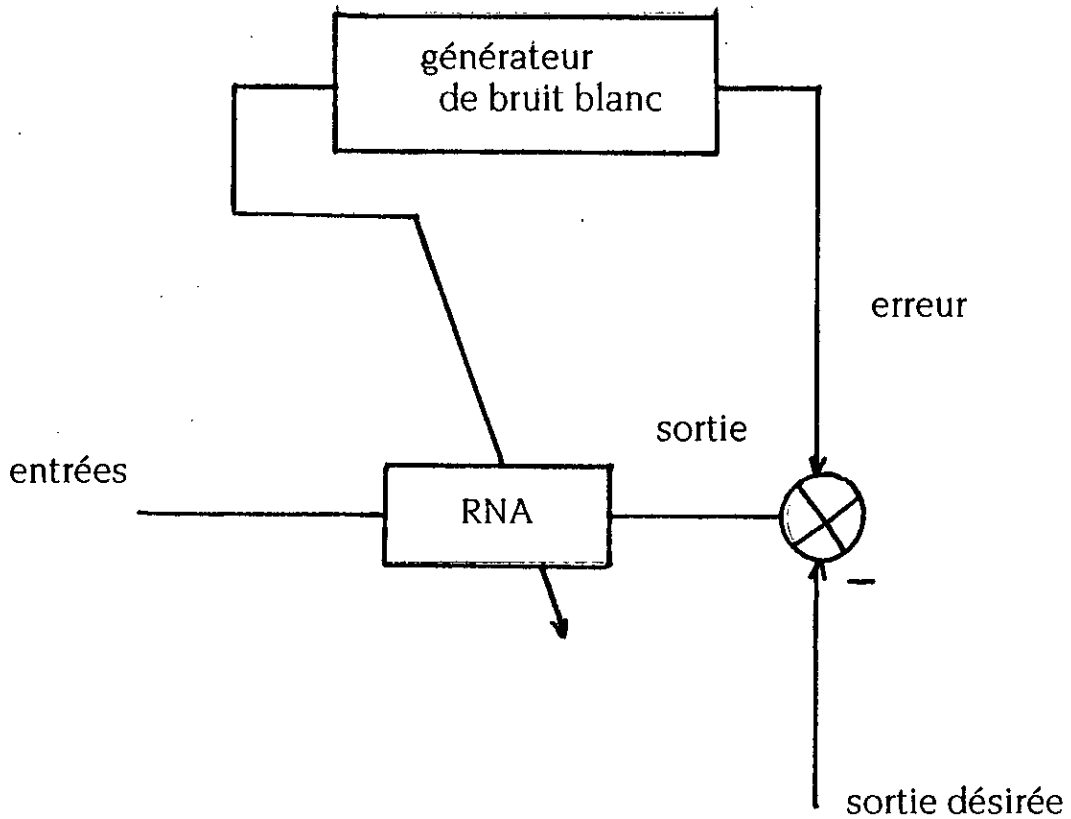 générateur
de bruit blanc
erreur
sortie
entrées
RNA
–
sortie désirée